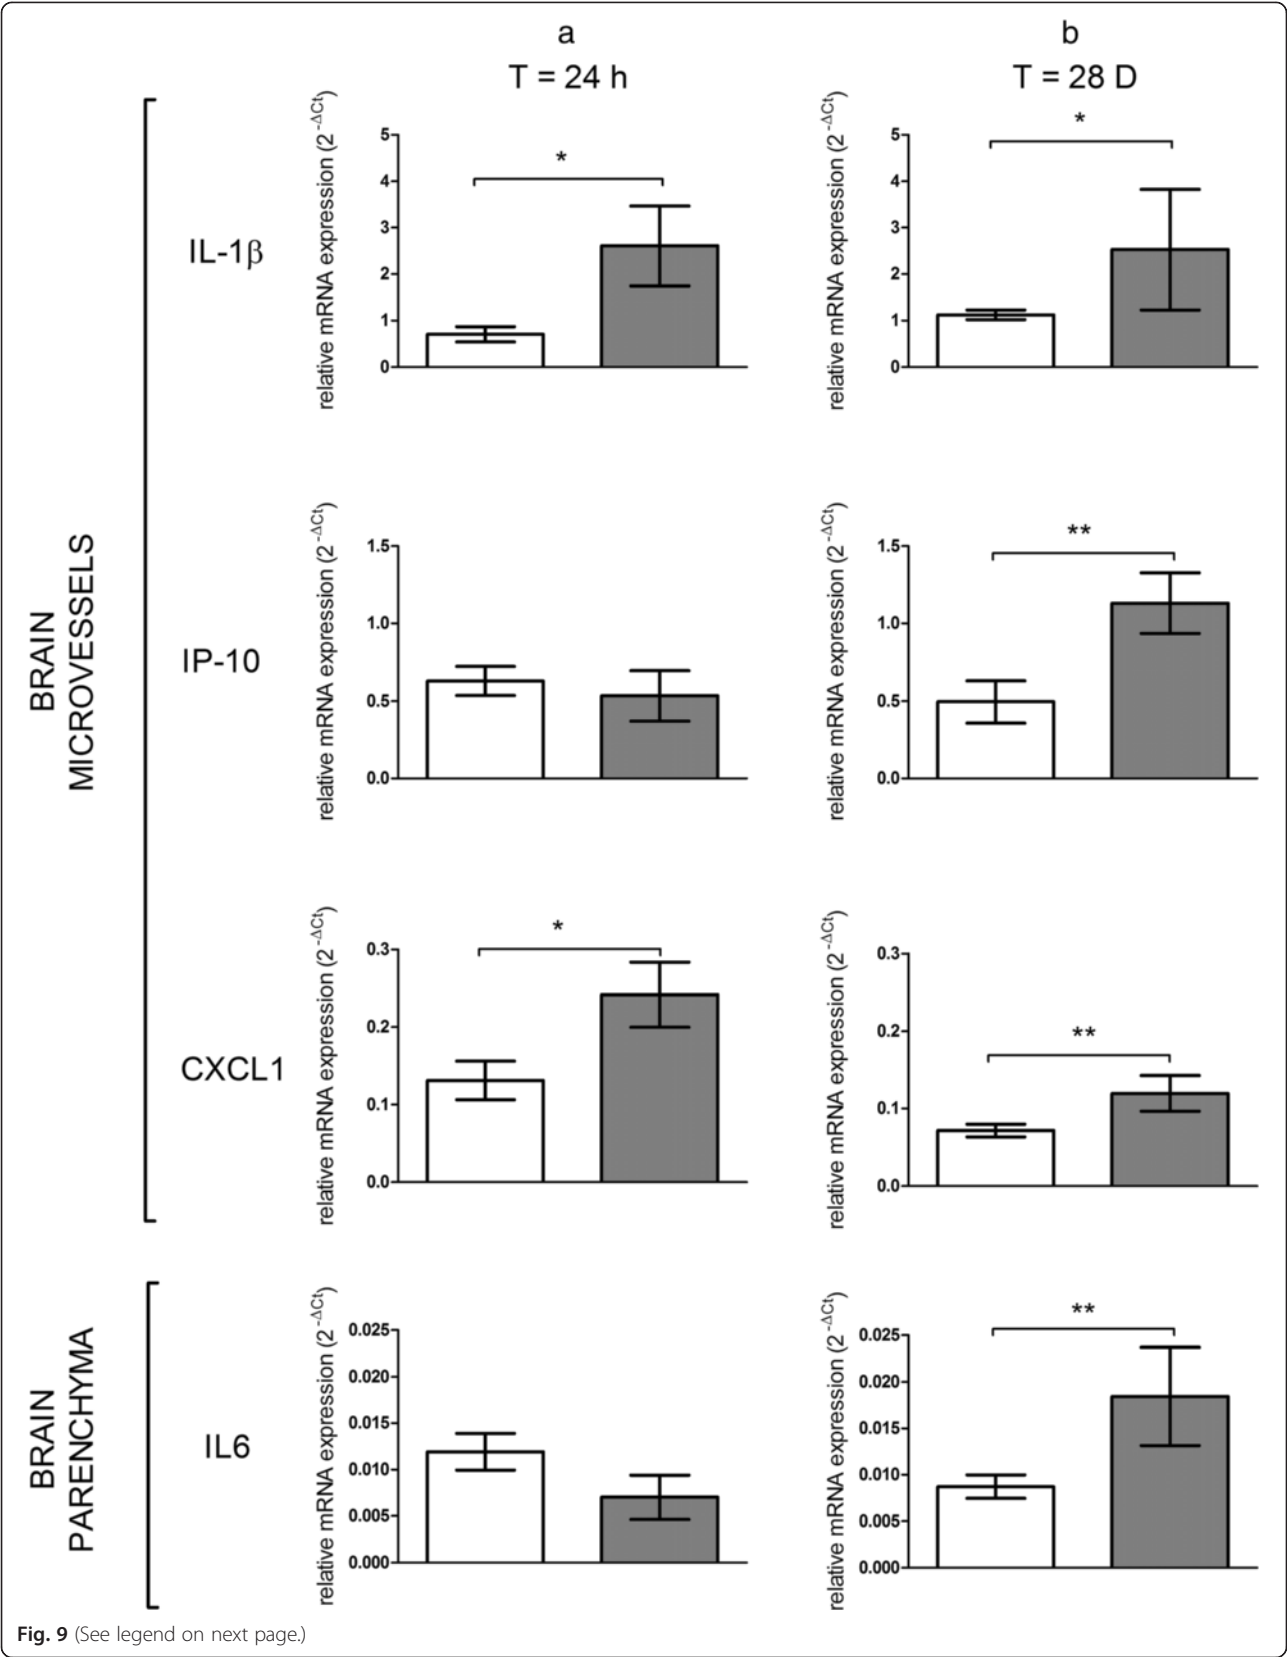 a
T = 24 h
b
T = 28 D
BRAIN
MICROVESSELS
IL-1β
relative mRNA expression (2^-ΔCt)
5
4
3
2
1
0
*
relative mRNA expression (2^-ΔCt)
5
4
3
2
1
0
*
IP-10
relative mRNA expression (2^-ΔCt)
1.5
1.0
0.5
0.0
relative mRNA expression (2^-ΔCt)
1.5
1.0
0.5
0.0
**
CXCL1
relative mRNA expression (2^-ΔCt)
0.3
0.2
0.1
0.0
*
relative mRNA expression (2^-ΔCt)
0.3
0.2
0.1
0.0
**
BRAIN
PARENCHYMA
IL6
relative mRNA expression (2^-ΔCt)
0.025
0.020
0.015
0.010
0.005
0.000
relative mRNA expression (2^-ΔCt)
0.025
0.020
0.015
0.010
0.005
0.000
**
Fig. 9 (See legend on next page.)